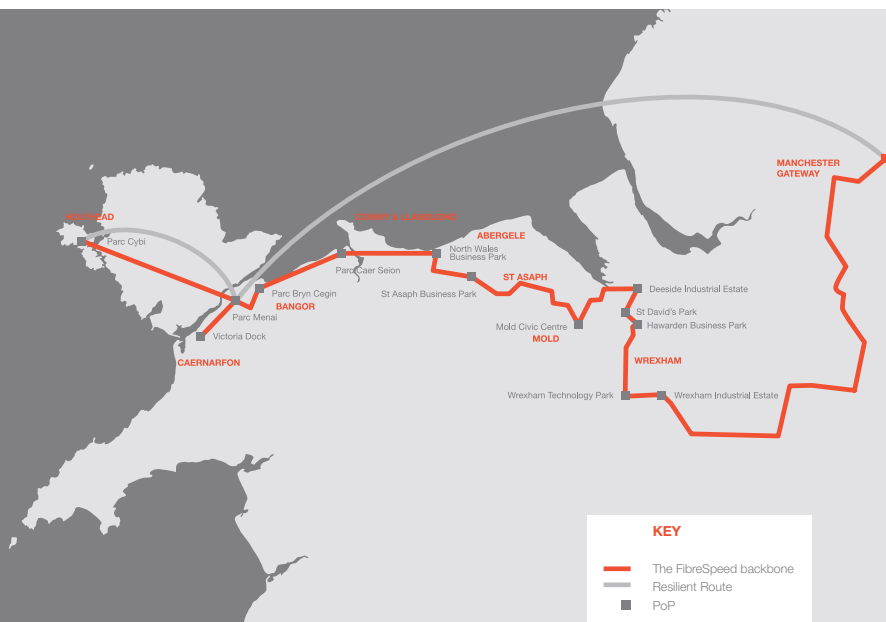 MANCHESTER
GATEWAY
HOLYHEAD
CONWY & LLANDUDNO
ABERGELE
Parc Cybi
North Wales
Business Park
Parc Caer Seion
ST ASAPH
Parc Bryn Cegin
St Asaph Business Park
Deeside Industrial Estate
BANGOR
Parc Menai
St David's Park
Mold Civic Centre
Hawarden Business Park
Victoria Dock
MOLD
CAERNARFON
WREXHAM
Wrexham Technology Park
Wrexham Industrial Estate
KEY
The FibreSpeed backbone
Resilient Route
PoP